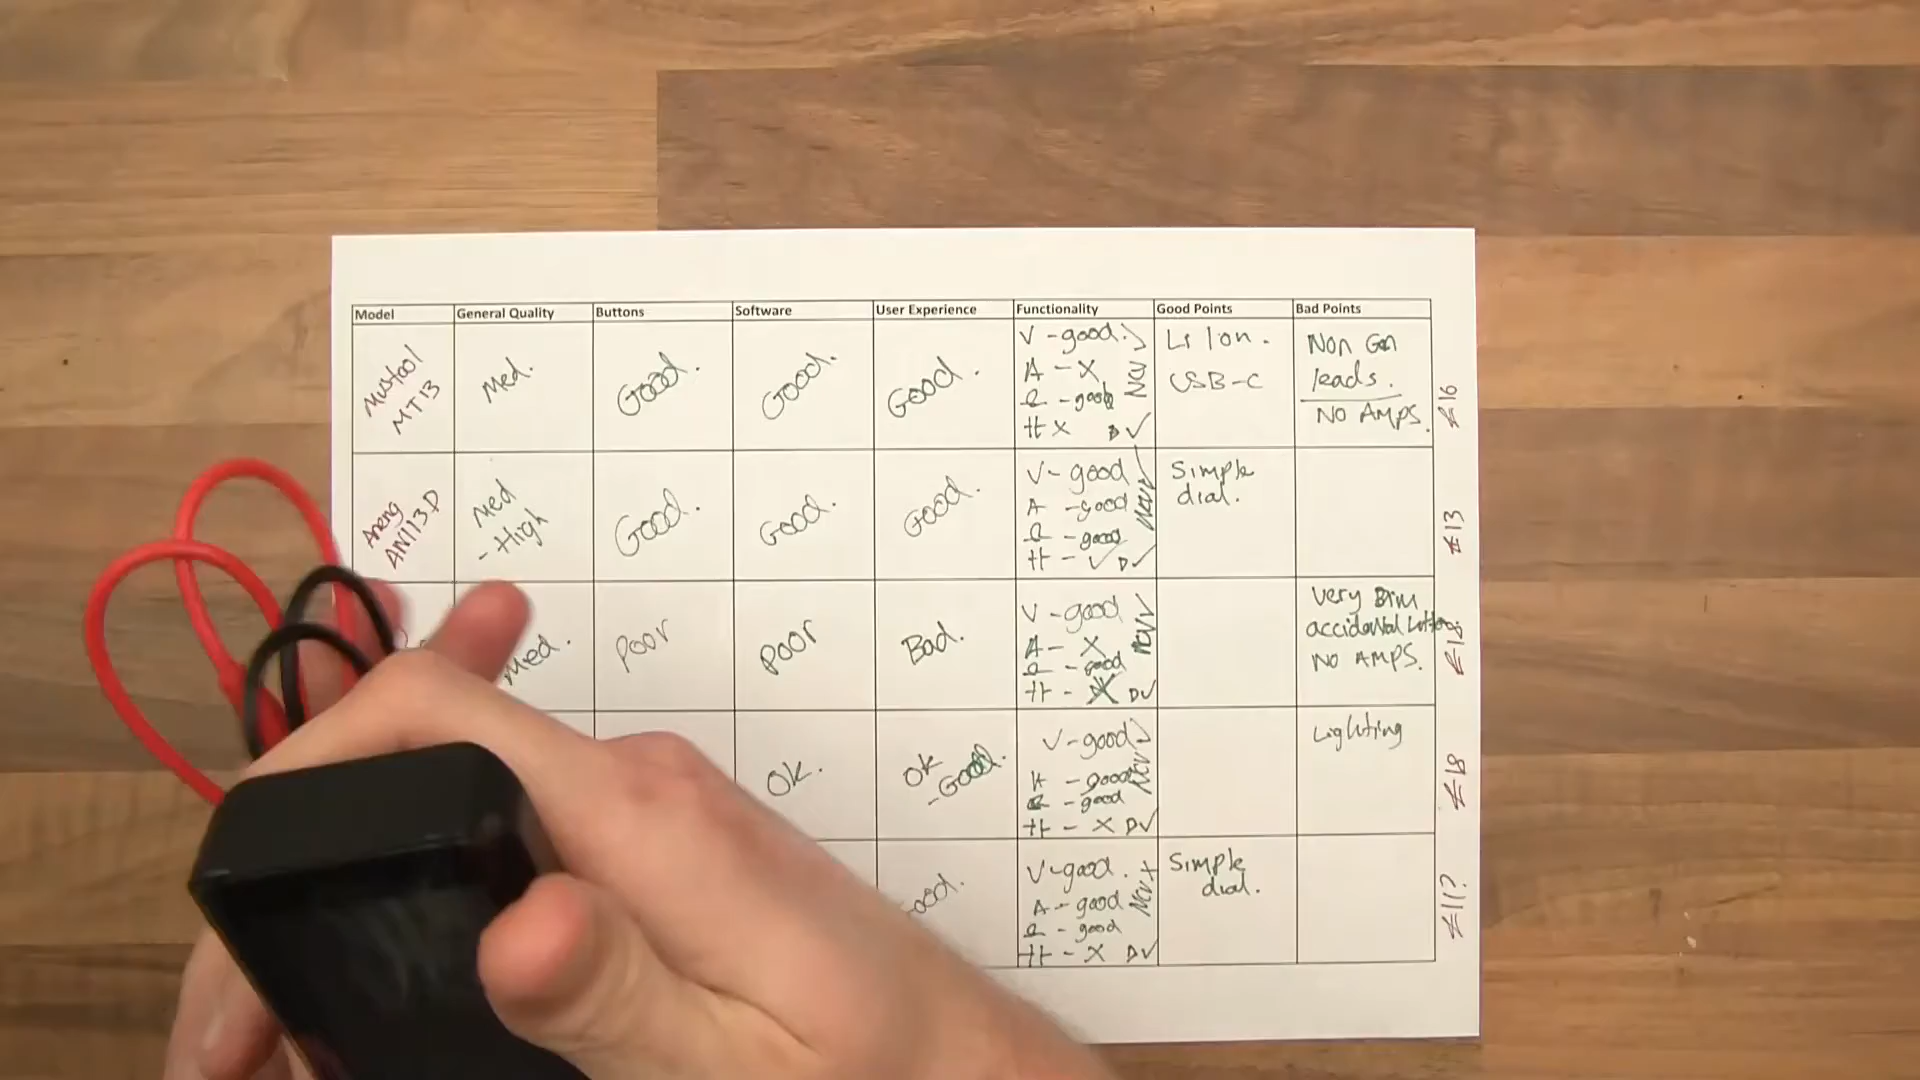 Model General Quality Buttons Software User Experience Functionality Good Points Bad Points
Mustool
MT13
Med.
Good.
Good.
Good.
V - good.
A - X
Ω - good
H X D✓
NCV
Li Ion.
USB-C
Non Gen
leads.
NO AMPS.
£16
Aneng
AN113D
Med
- High
Good.
Good.
Good.
V - good
A - good
Ω - good
H - ✓ D✓
Simple
dial.
£13
Med.
Poor
Poor
Bad.
V - good
A - X
Ω - good
H - X D✓
NCV✓
Very Dim
NO AMPS.
OK.
OK
- Good.
V - good
- good
Ω - good
H - X D✓
NCV
Lighting
£18
V - good.
A - good
Ω - good
H - X D✓
NCV X
Simple
dial.
£11?